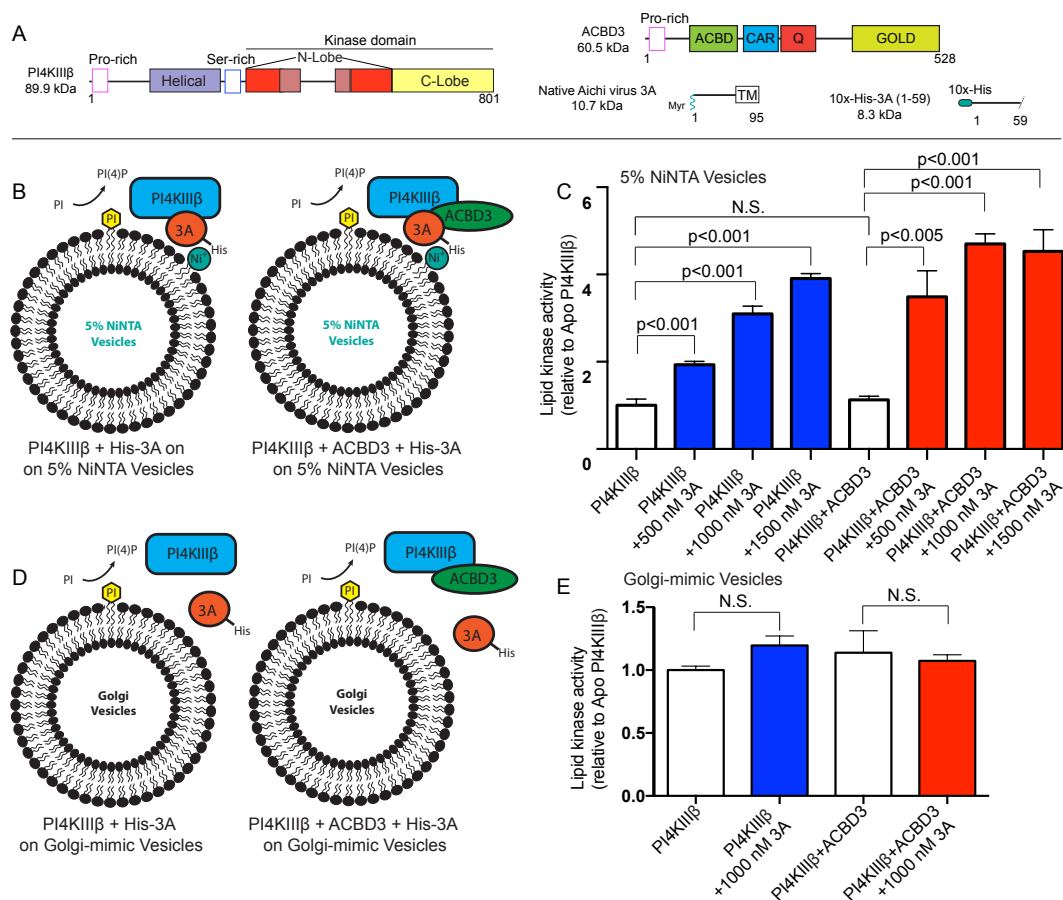 A
Kinase domain
Pro-rich
Ser-rich
N-Lobe
PI4KIIIβ
89.9 kDa
Helical
C-Lobe
1
801
Pro-rich
ACBD3
60.5 kDa
ACBD
CAR
Q
GOLD
1
528
Native Aichi virus 3A
10.7 kDa
Myr
TM
1
95
10x-His-3A (1-59)
8.3 kDa
10x-His
1
59
B
PI
PI(4)P
PI4KIIIβ
PI
3A
His
Ni+
5% NiNTA
Vesicles
PI4KIIIβ + His-3A on
on 5% NiNTA Vesicles
PI
PI(4)P
PI4KIIIβ
ACBD3
PI
3A
His
Ni+
5% NiNTA
Vesicles
PI4KIIIβ + ACBD3 + His-3A
on 5% NiNTA Vesicles
C
5% NiNTA Vesicles
Lipid kinase activity
(relative to Apo PI4KIIIβ)
6
4
2
0
p<0.001
p<0.001
p<0.001
N.S.
p<0.005
p<0.001
p<0.001
PI4KIIIβ
PI4KIIIβ
+500 nM 3A
PI4KIIIβ
+1000 nM 3A
PI4KIIIβ
+1500 nM 3A
PI4KIIIβ+ACBD3
PI4KIIIβ+ACBD3
+500 nM 3A
PI4KIIIβ+ACBD3
+1000 nM 3A
PI4KIIIβ+ACBD3
+1500 nM 3A
D
PI
PI(4)P
PI4KIIIβ
PI
3A
His
Golgi
Vesicles
PI4KIIIβ + His-3A
on Golgi-mimic Vesicles
PI
PI(4)P
PI4KIIIβ
ACBD3
PI
3A
His
Golgi
Vesicles
PI4KIIIβ + ACBD3 + His-3A
on Golgi-mimic Vesicles
E
Golgi-mimic Vesicles
Lipid kinase activity
(relative to Apo PI4KIIIβ)
1.5
1.0
0.5
0.0
N.S.
N.S.
PI4KIIIβ
PI4KIIIβ
+1000 nM 3A
PI4KIIIβ+ACBD3
PI4KIIIβ+ACBD3
+1000 nM 3A